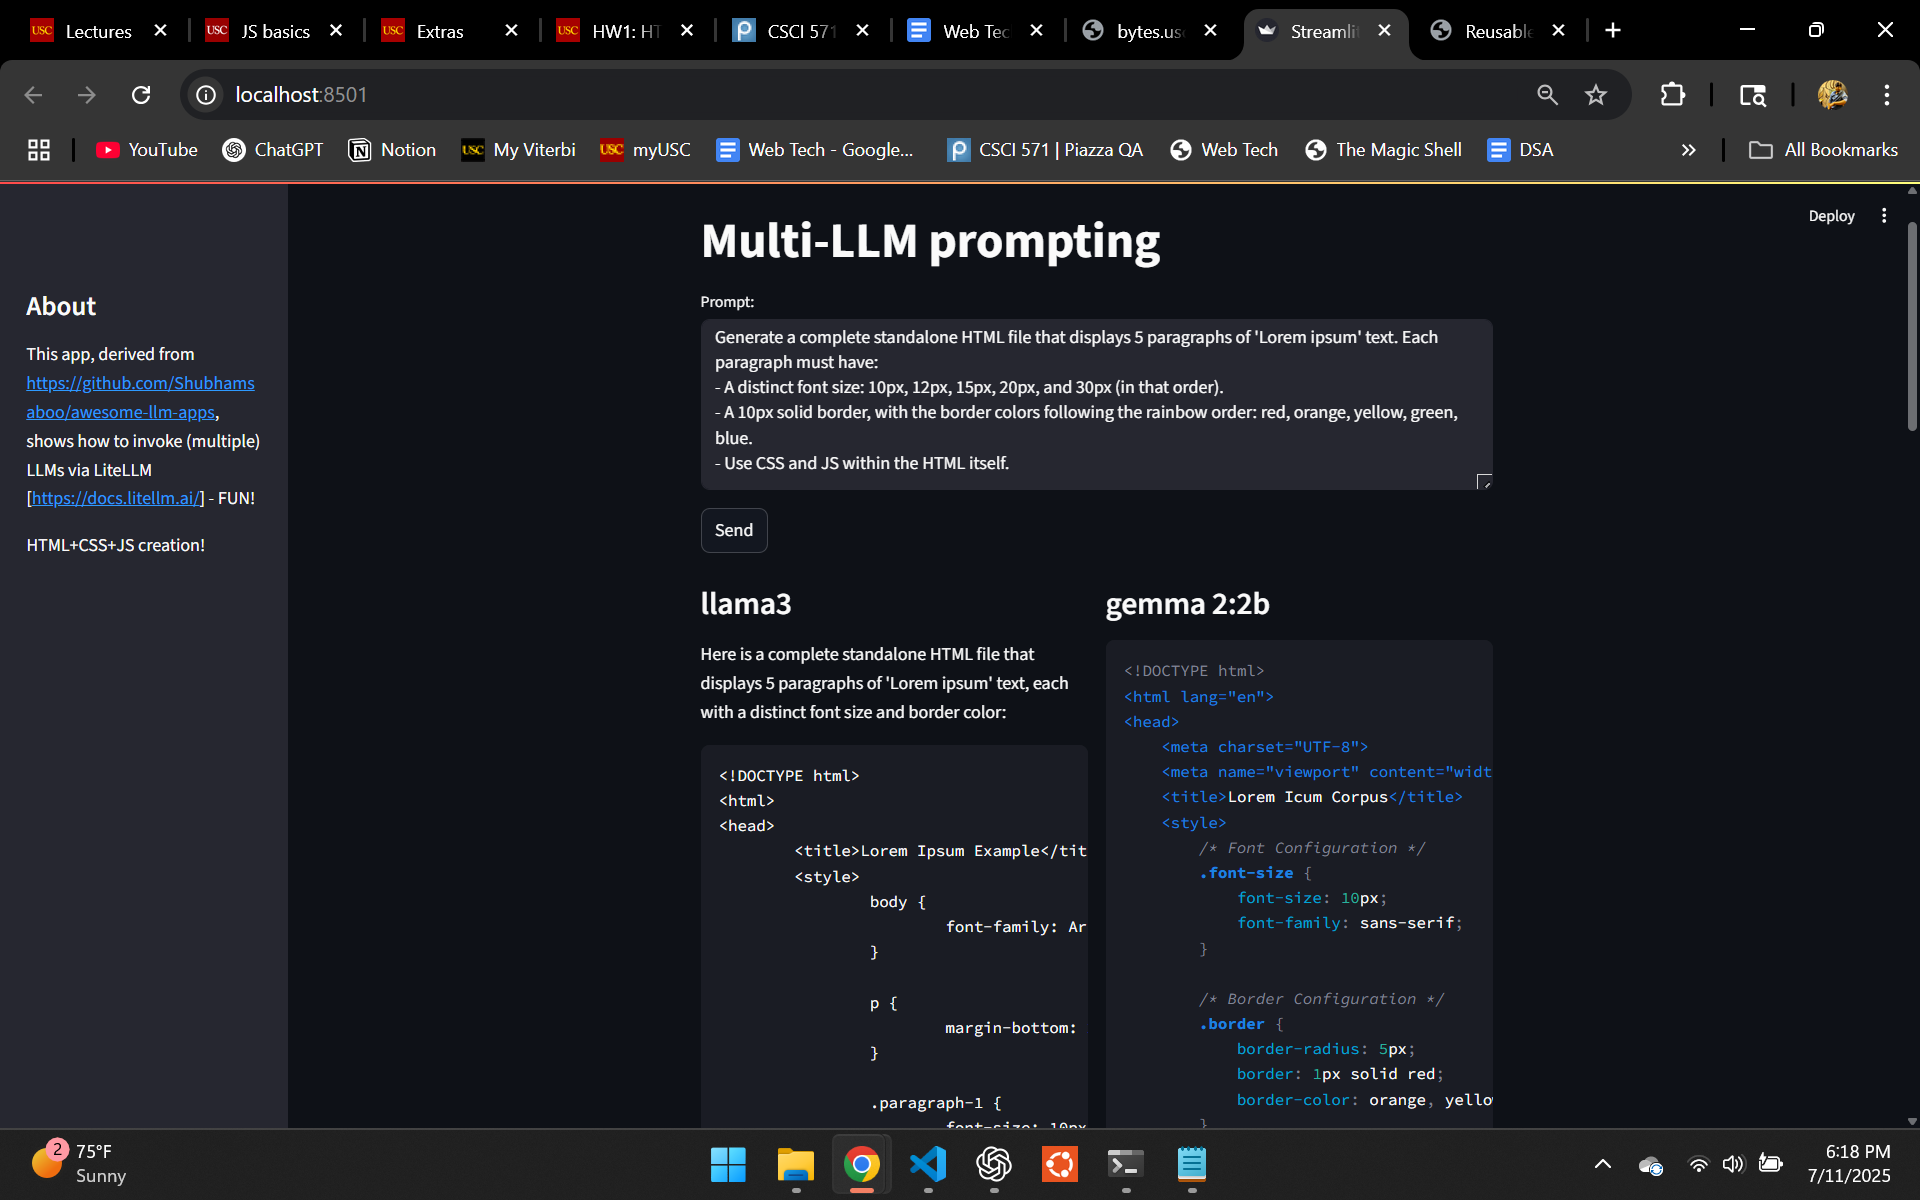 USC Lectures
USC JS basics
USC Extras
USC HW1: HT
CSCI 571
Web Tec
bytes.us
Streamlit
Reusable
localhost:8501
YouTube
ChatGPT
Notion
USC My Viterbi
USC myUSC
Web Tech - Google...
CSCI 571 | Piazza QA
Web Tech
The Magic Shell
DSA
All Bookmarks
Deploy
About
This app, derived from
https://github.com/Shubhams
aboo/awesome-llm-apps,
shows how to invoke (multiple)
LLMs via LiteLLM
[https://docs.litellm.ai/] - FUN!
HTML+CSS+JS creation!
Multi-LLM prompting
Prompt:
Generate a complete standalone HTML file that displays 5 paragraphs of 'Lorem ipsum' text. Each
paragraph must have:
- A distinct font size: 10px, 12px, 15px, 20px, and 30px (in that order).
- A 10px solid border, with the border colors following the rainbow order: red, orange, yellow, green,
blue.
- Use CSS and JS within the HTML itself.
Send
llama3
Here is a complete standalone HTML file that
displays 5 paragraphs of 'Lorem ipsum' text, each
with a distinct font size and border color:
<!DOCTYPE html>
<html>
<head>
<title>Lorem Ipsum Example</tit
<style>
body {
font-family: Ar
}
p {
margin-bottom:
}
.paragraph-1 {
font-size: 10px
gemma 2:2b
<!DOCTYPE html>
<html lang="en">
<head>
<meta charset="UTF-8">
<meta name="viewport" content="widt
<title>Lorem Icum Corpus</title>
<style>
/* Font Configuration */
.font-size {
font-size: 10px;
font-family: sans-serif;
}
/* Border Configuration */
.border {
border-radius: 5px;
border: 1px solid red;
border-color: orange, yello
}
2
75°F
Sunny
6:18 PM
7/11/2025